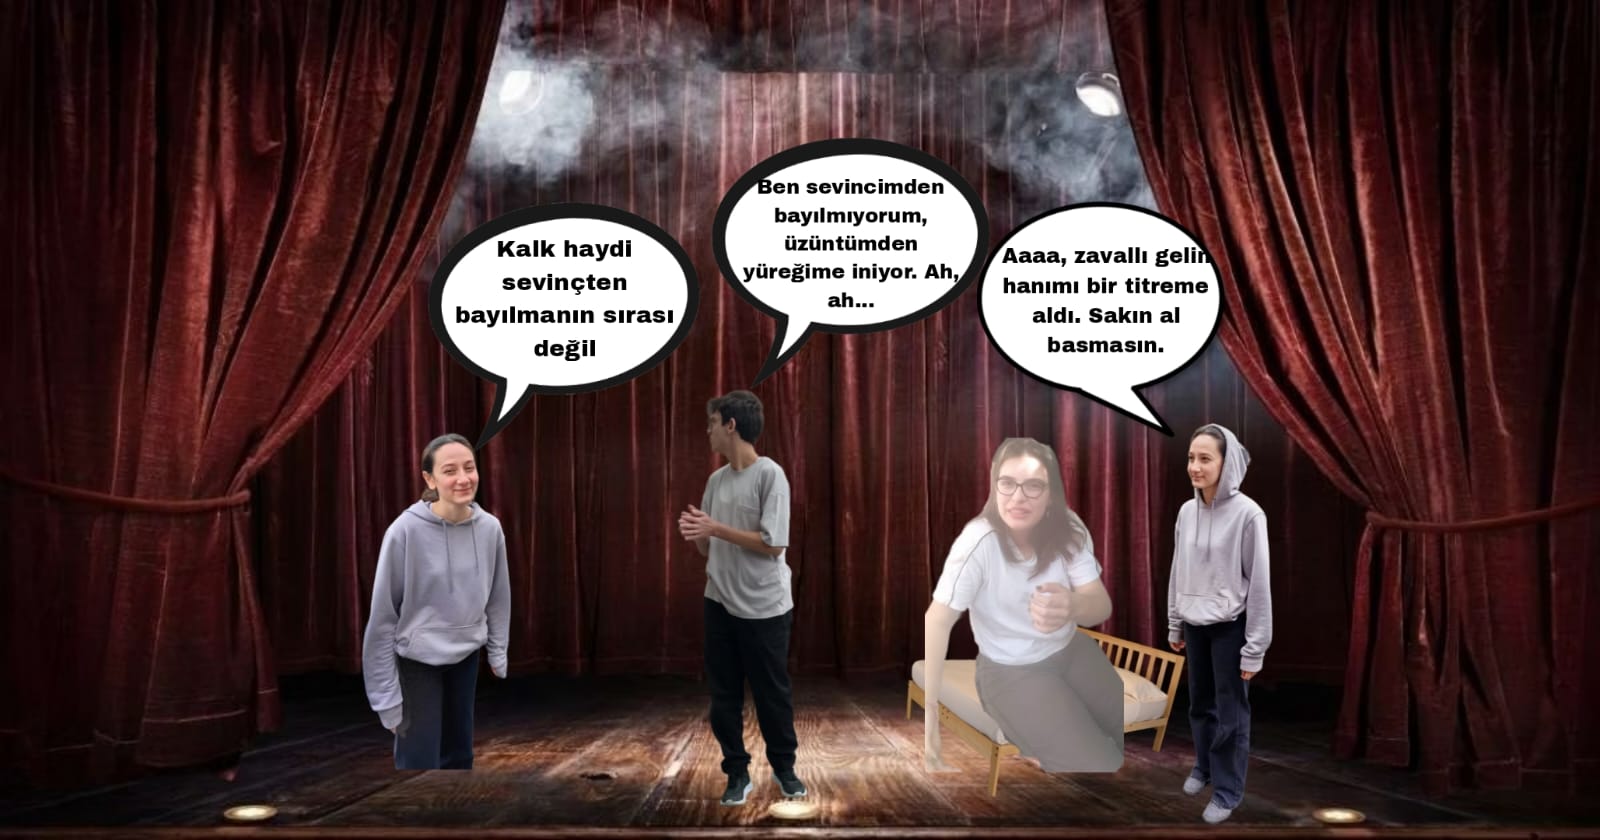 Kalk haydi
sevinçten
bayılmanın sırası
değil
Ben sevincimden
bayılmıyorum,
üzüntümden
yüreğime iniyor. Ah,
ah...
Aaaa, zavallı gelin
hanımı bir titreme
aldı. Sakın al
basmasın.